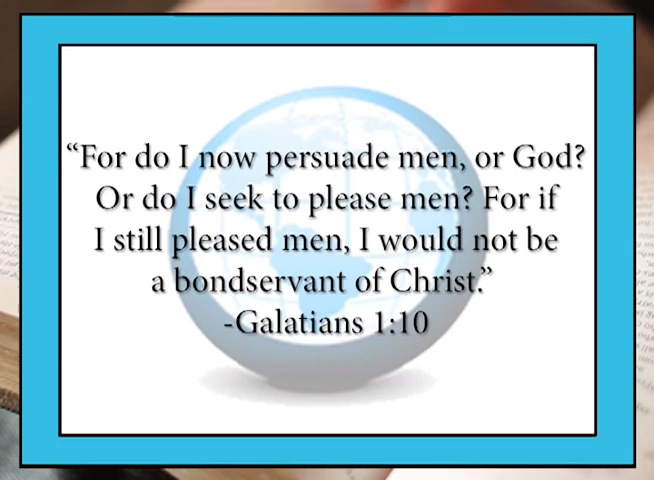 “For do I now persuade men, or God?
Or do I seek to please men? For if
I still pleased men, I would not be
a bondservant of Christ.”
-Galatians 1:10